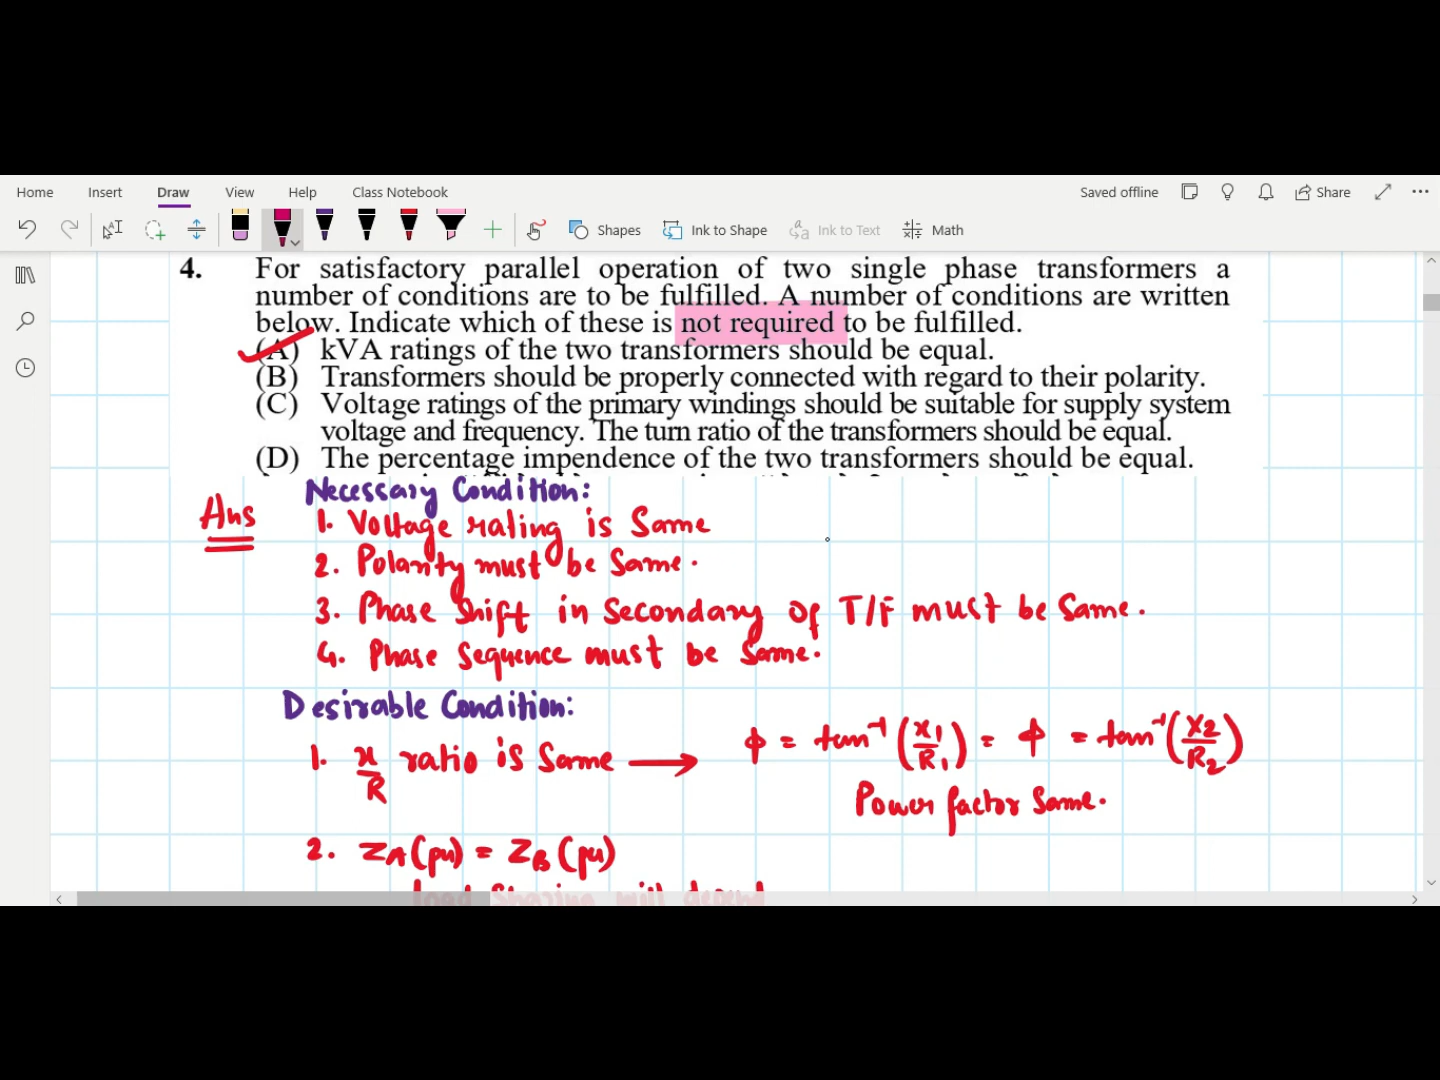 Home Insert Draw View Help Class Notebook Saved offline Share
Shapes Ink to Shape Ink to Text Math
4. For satisfactory parallel operation of two single phase transformers a
number of conditions are to be fulfilled. A number of conditions are written
below. Indicate which of these is not required to be fulfilled.
(A) kVA ratings of the two transformers should be equal.
(B) Transformers should be properly connected with regard to their polarity.
(C) Voltage ratings of the primary windings should be suitable for supply system
voltage and frequency. The turn ratio of the transformers should be equal.
(D) The percentage impendence of the two transformers should be equal.
Necessary Condition:
Ans
1. Voltage rating is Same
2. Polarity must be Same.
3. Phase Shift in Secondary of T/F must be Same.
4. Phase Sequence must be Same.
Desirable Condition:
1. x/R ratio is Same → ϕ = tan⁻¹(x1/R1) = ϕ = tan⁻¹(X2/R2)
Power factor Same.
2. ZA(pu) = ZB(pu)
load Sharing will depend